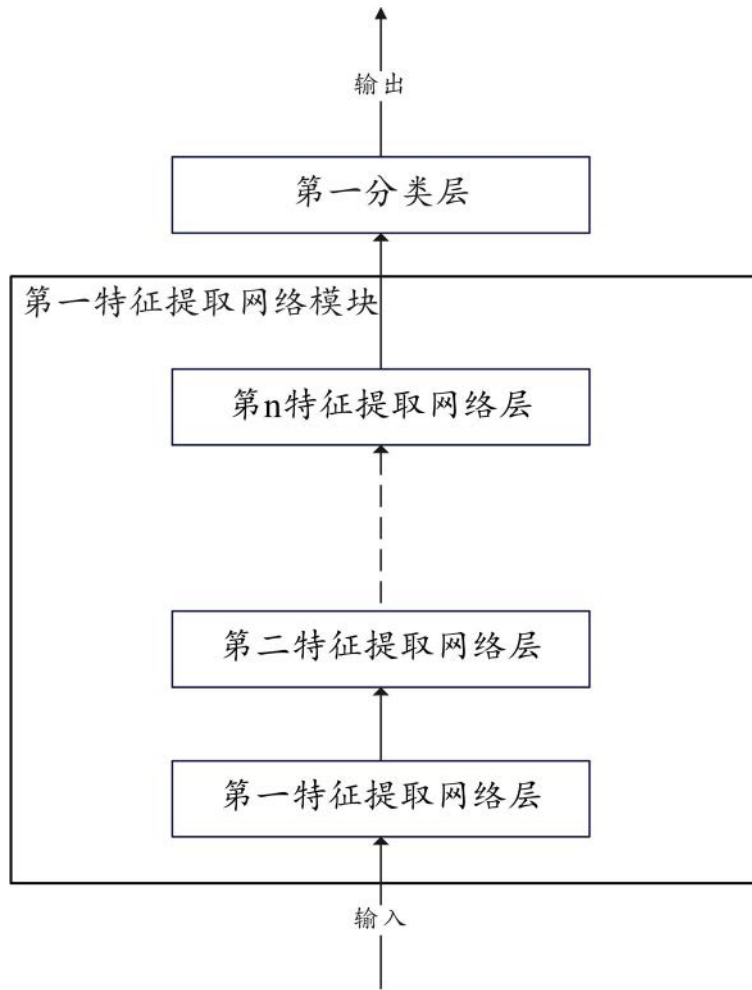 输出
第一分类层
第一特征提取网络模块
第n特征提取网络层
第二特征提取网络层
第一特征提取网络层
输入